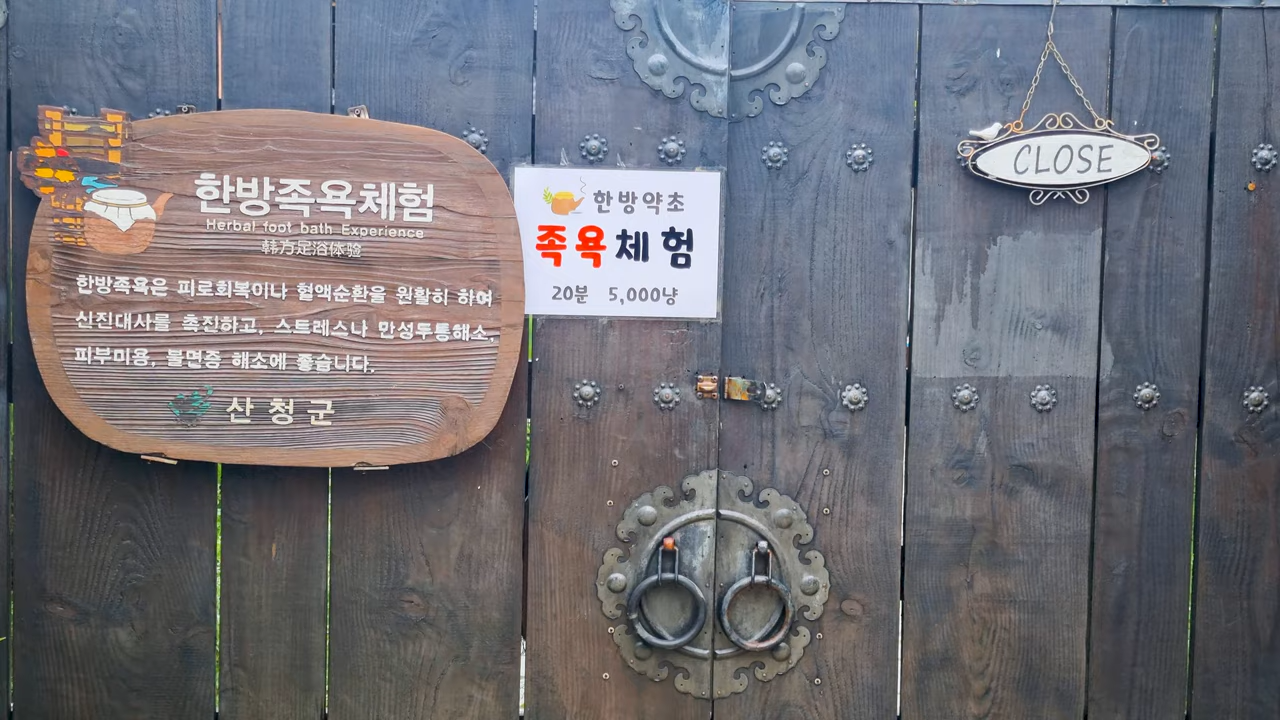 한방족욕체험
Herbal foot bath Experience
韩方足浴体验
한방족욕은 피로회복이나 혈액순환을 원활히 하여
신진대사를 촉진하고, 스트레스나 만성두통해소,
피부미용, 불면증 해소에 좋습니다.
산청군
한방약초
족욕체험
20분 5,000냥
CLOSE